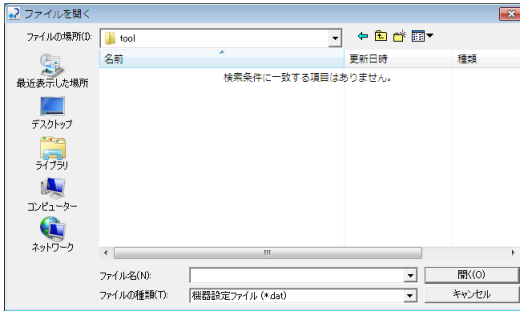 ファイルを開く
ファイルの場所(I):
tool
名前
更新日時
種類
検索条件に一致する項目はありません。
最近表示した場所
デスクトップ
ライブラリ
コンピューター
ネットワーク
ファイル名(N):
開く(O)
ファイルの種類(T):
機器設定ファイル (*.dat)
キャンセル